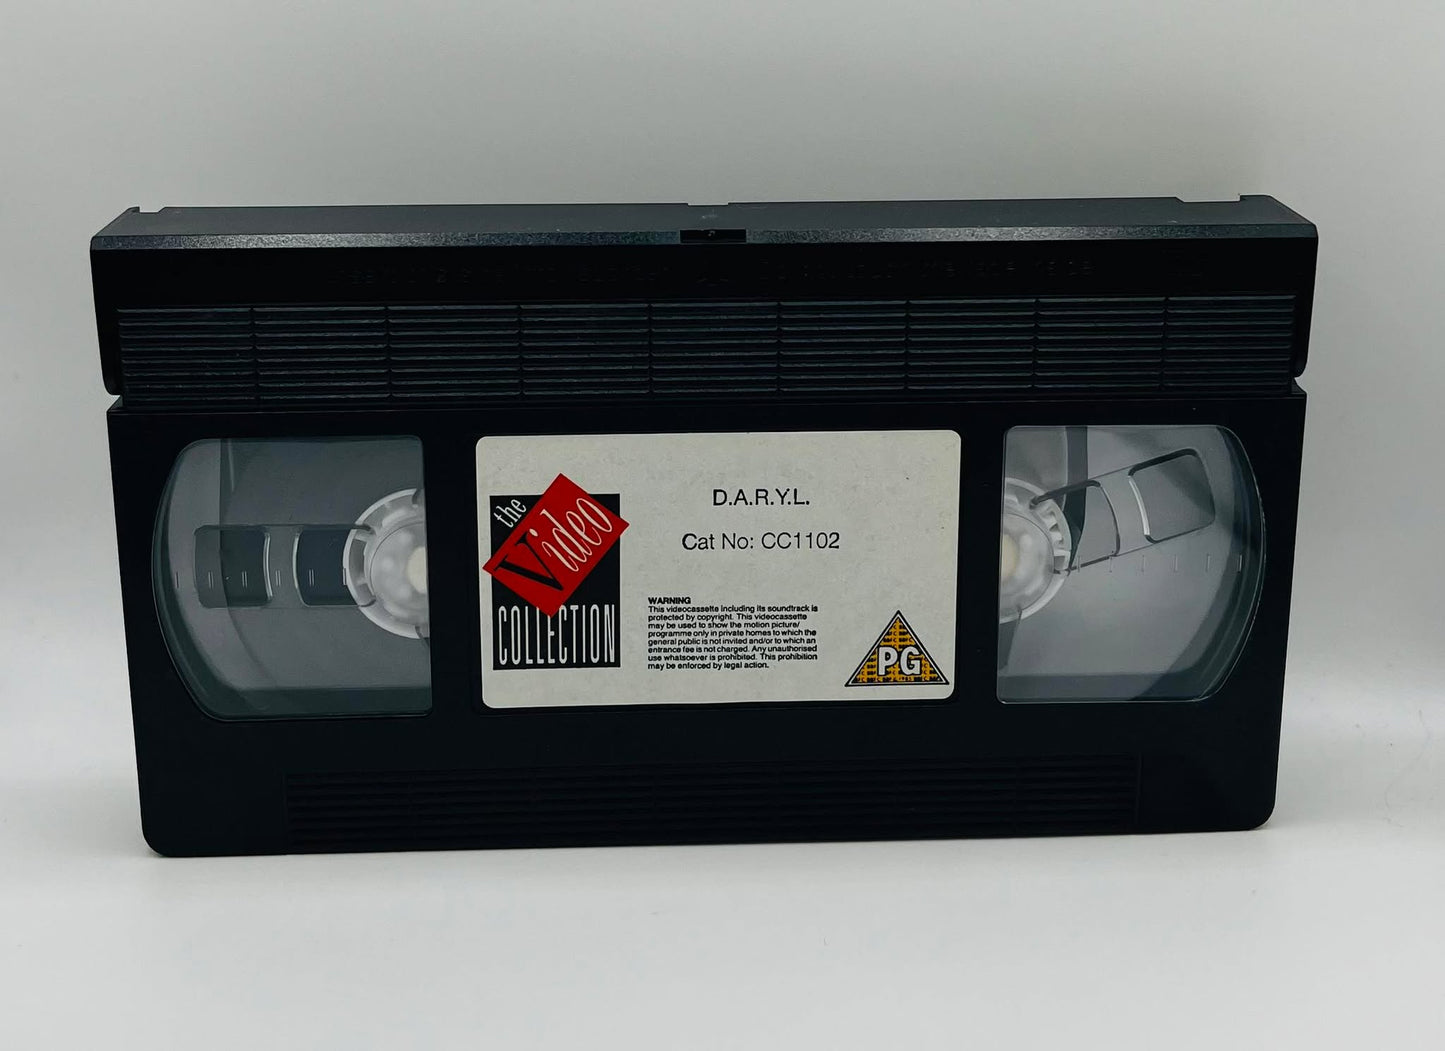 D.A.R.Y.L.
Cat No: CC1102
the
Video
COLLECTION
WARNING
This videocassette including its soundtrack is
protected by copyright. This videocassette
may be used to show the motion picture/
programme only in private homes to which the
general public is not invited and/or to which an
entrance fee is not charged. Any unauthorised
use whatsoever is prohibited. This prohibition
may be enforced by legal action.
PG